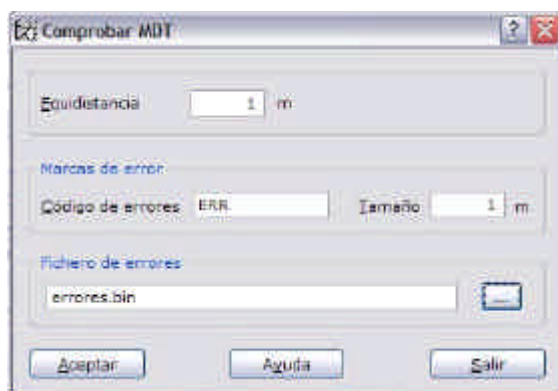 Comprobar MDT
Equidistancia 1 m
Marcas de error
Código de errores ERR Tamaño 1 m
Fichero de errores
errores.bin ...
Aceptar Ayuda Salir